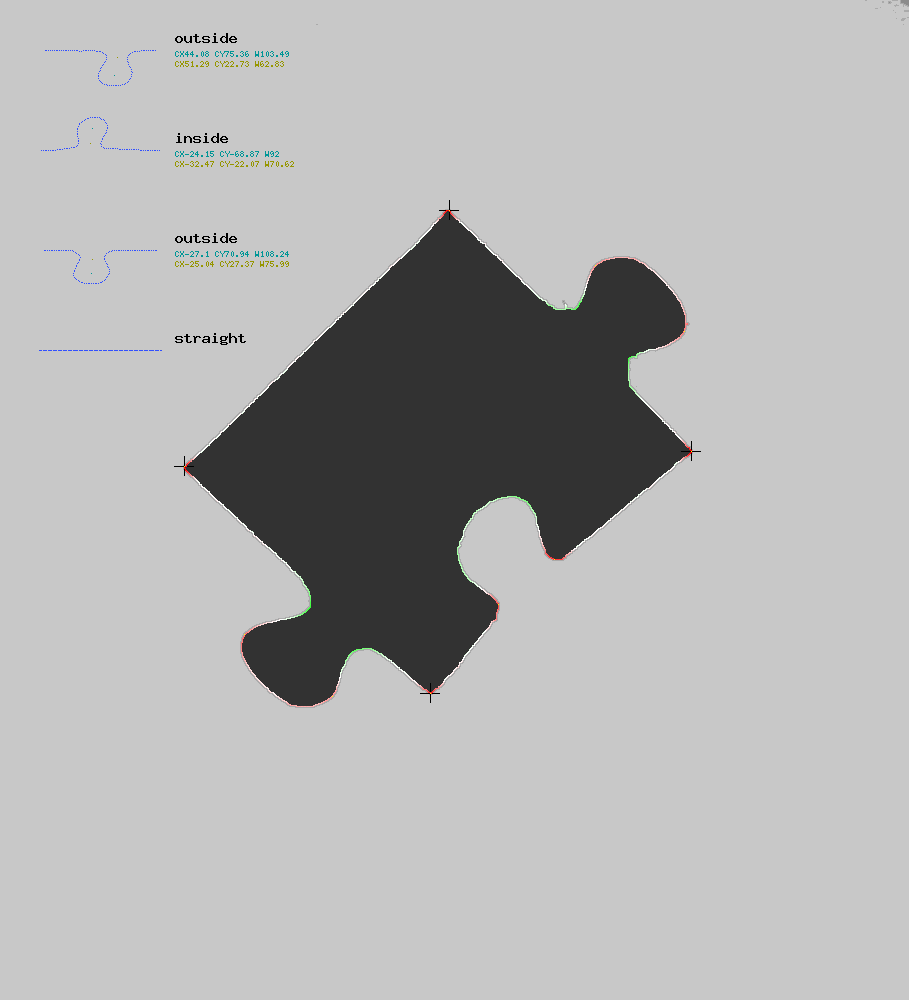 outside
CX44.08 CY75.36 W103.49
CX51.29 CY22.73 W62.83
inside
CX-24.15 CY-68.87 W92
CX-32.47 CY-22.07 W70.62
outside
CX-27.1 CY70.94 W108.24
CX-25.04 CY27.37 W75.99
straight